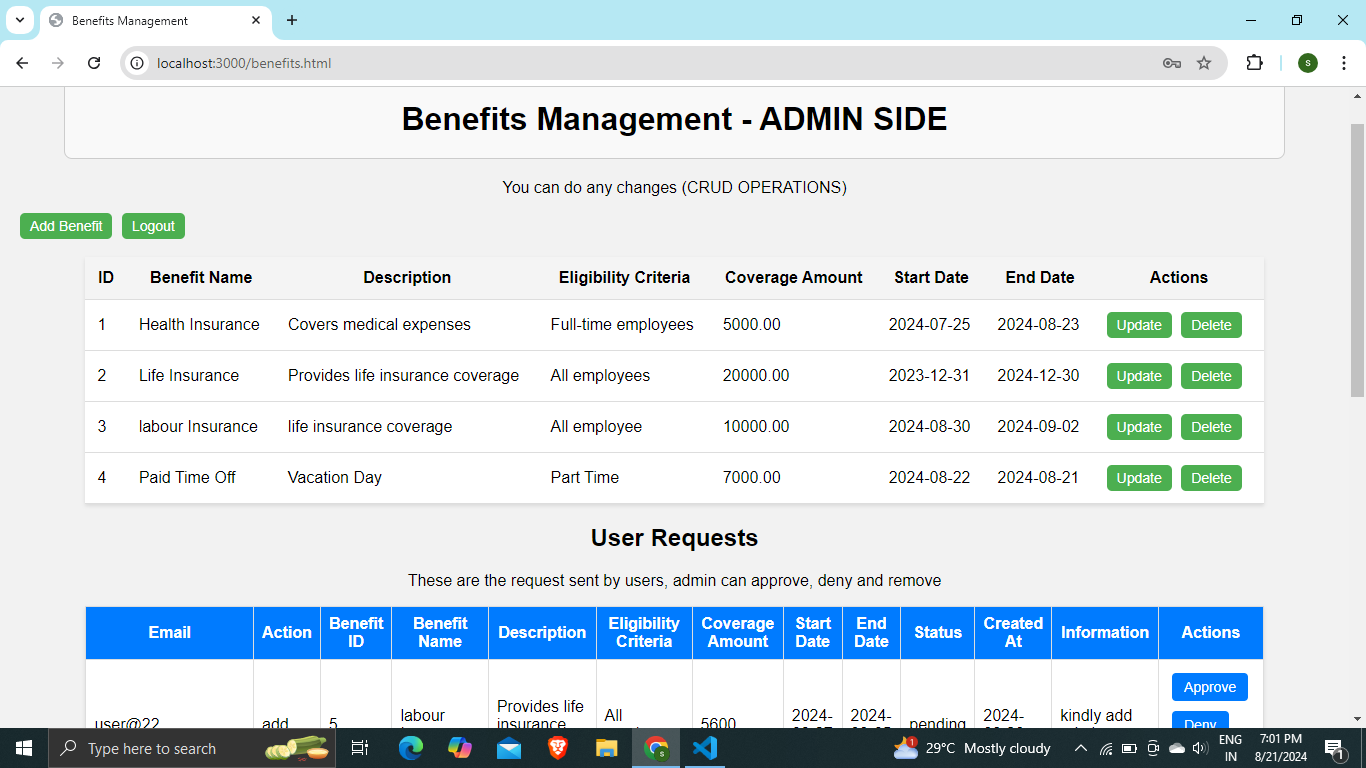 Benefits Management
localhost:3000/benefits.html
s
Benefits Management - ADMIN SIDE
You can do any changes (CRUD OPERATIONS)
Add Benefit Logout
ID Benefit Name Description Eligibility Criteria Coverage Amount Start Date End Date Actions
1 Health Insurance Covers medical expenses Full-time employees 5000.00 2024-07-25 2024-08-23 Update Delete
2 Life Insurance Provides life insurance coverage All employees 20000.00 2023-12-31 2024-12-30 Update Delete
3 labour Insurance life insurance coverage All employee 10000.00 2024-08-30 2024-09-02 Update Delete
4 Paid Time Off Vacation Day Part Time 7000.00 2024-08-22 2024-08-21 Update Delete
User Requests
These are the request sent by users, admin can approve, deny and remove
Email Action Benefit ID Benefit Name Description Eligibility Criteria Coverage Amount Start Date End Date Status Created At Information Actions
user@22 add 5 labour Provides life insurance All 5600 2024- 2024- pending 2024- kindly add Approve
Deny
Type here to search
1
29°C Mostly cloudy
ENG
IN
7:01 PM
8/21/2024
1